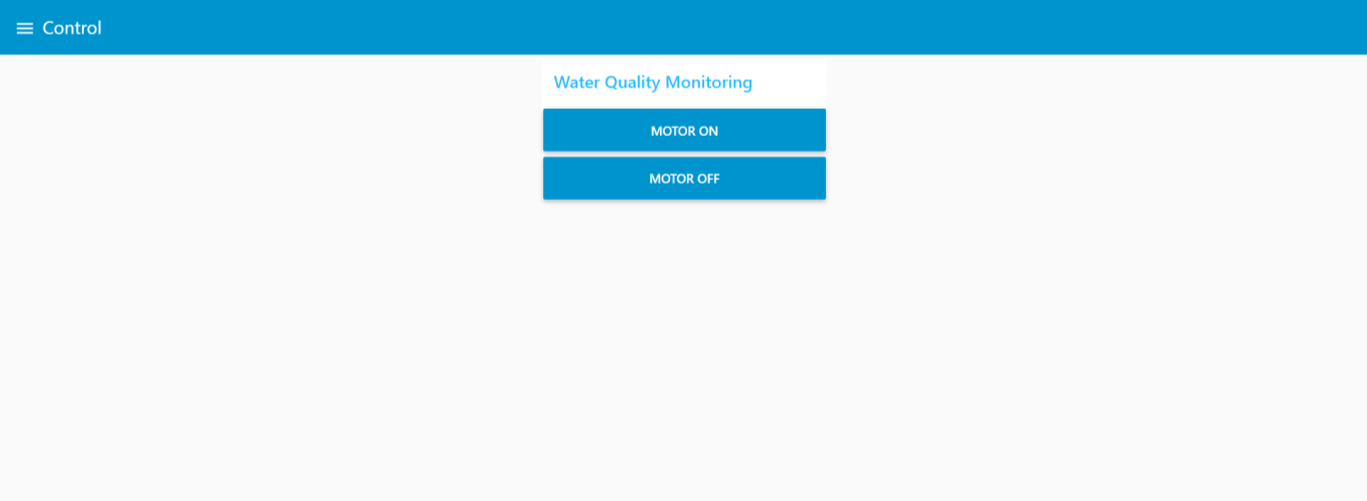 Control
Water Quality Monitoring
MOTOR ON
MOTOR OFF